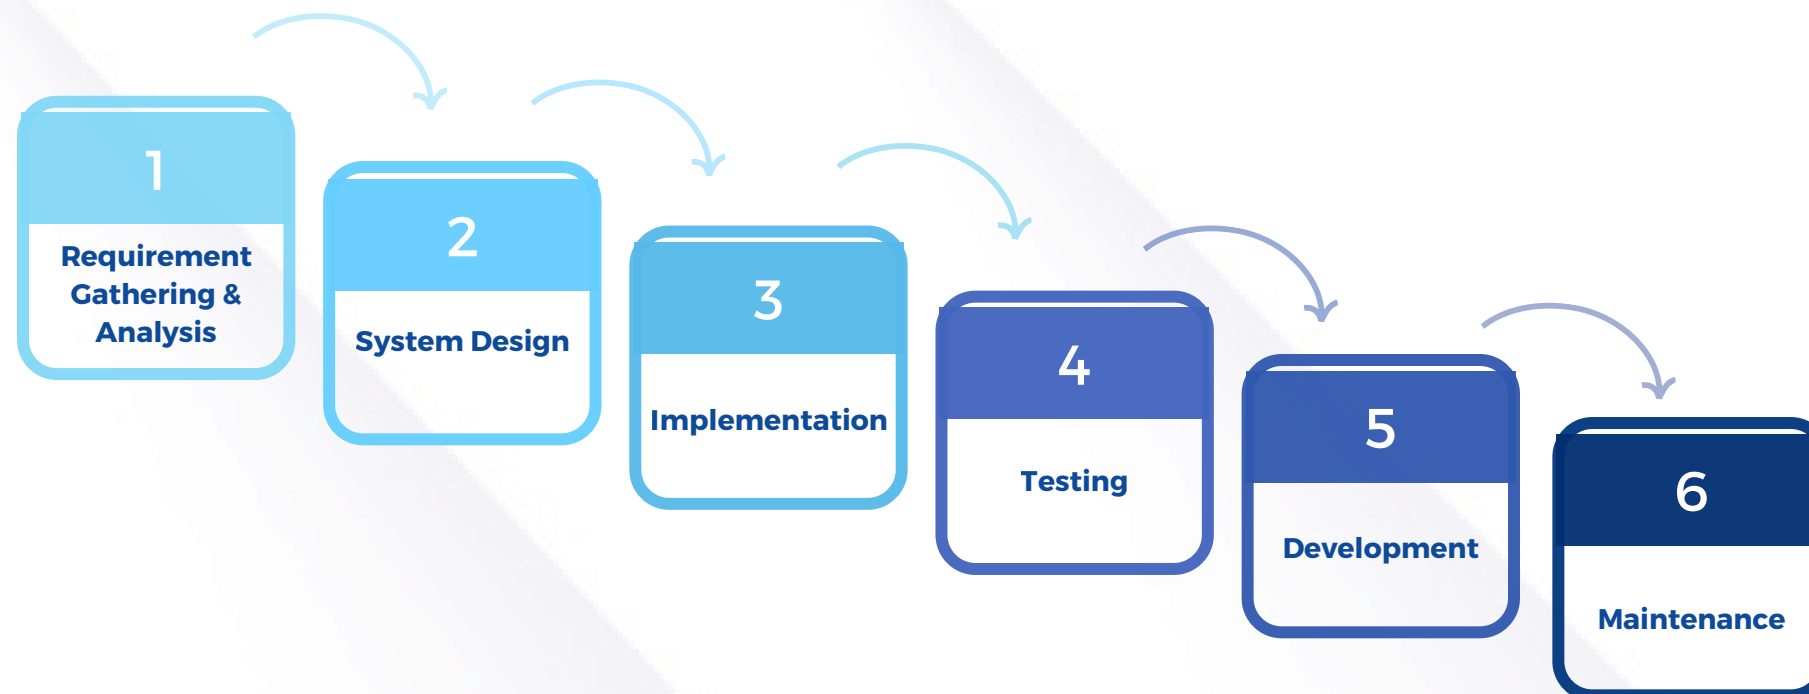 1
Requirement
Gathering &
Analysis
2
System Design
3
Implementation
4
Testing
5
Development
6
Maintenance